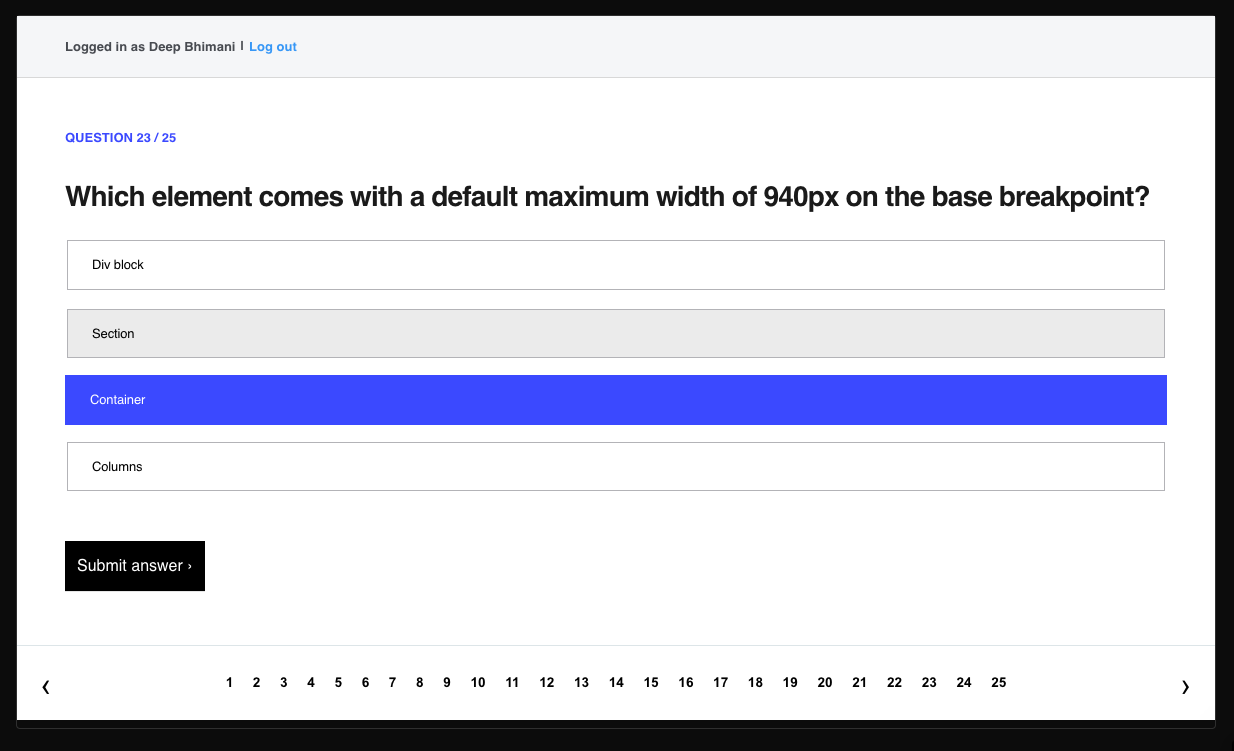 Logged in as Deep Bhimani | Log out
QUESTION 23 / 25
Which element comes with a default maximum width of 940px on the base breakpoint?
Div block
Section
Container
Columns
Submit answer ›
‹ 1 2 3 4 5 6 7 8 9 10 11 12 13 14 15 16 17 18 19 20 21 22 23 24 25 ›